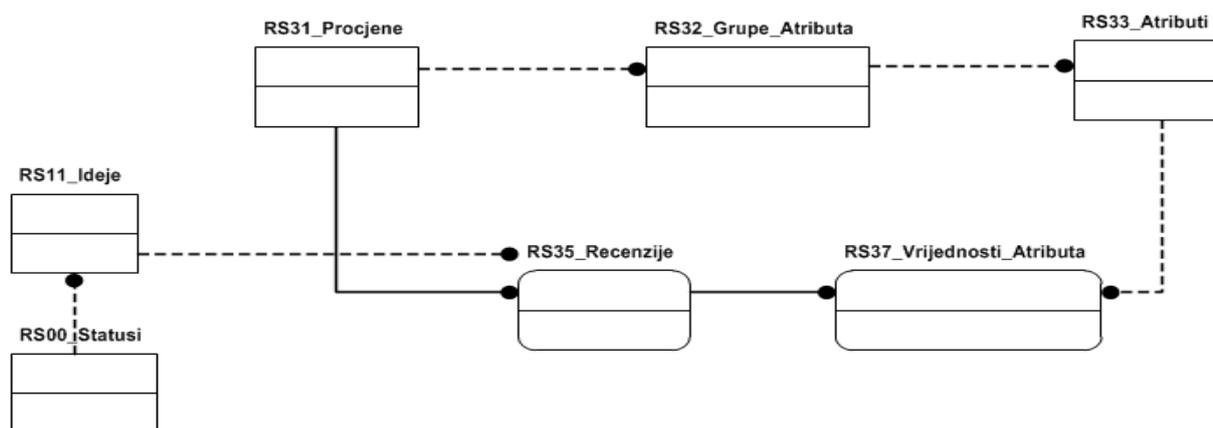 RS31_Procjene
RS32_Grupe_Atributa
RS33_Atributi
RS11_Ideje
RS35_Recenzije
RS37_Vrijednosti_Atributa
RS00_Statusi